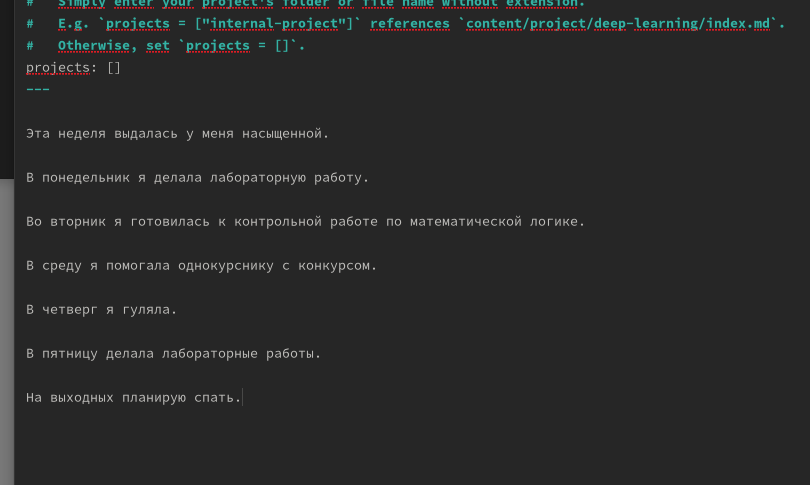 #   Simply enter your project's folder or file name without extension.
#   E.g. `projects = ["internal-project"]` references `content/project/deep-learning/index.md`.
#   Otherwise, set `projects = []`.
projects: []
---
Эта неделя выдалась у меня насыщенной.
В понедельник я делала лабораторную работу.
Во вторник я готовилась к контрольной работе по математической логике.
В среду я помогала однокурснику с конкурсом.
В четверг я гуляла.
В пятницу делала лабораторные работы.
На выходных планирую спать.